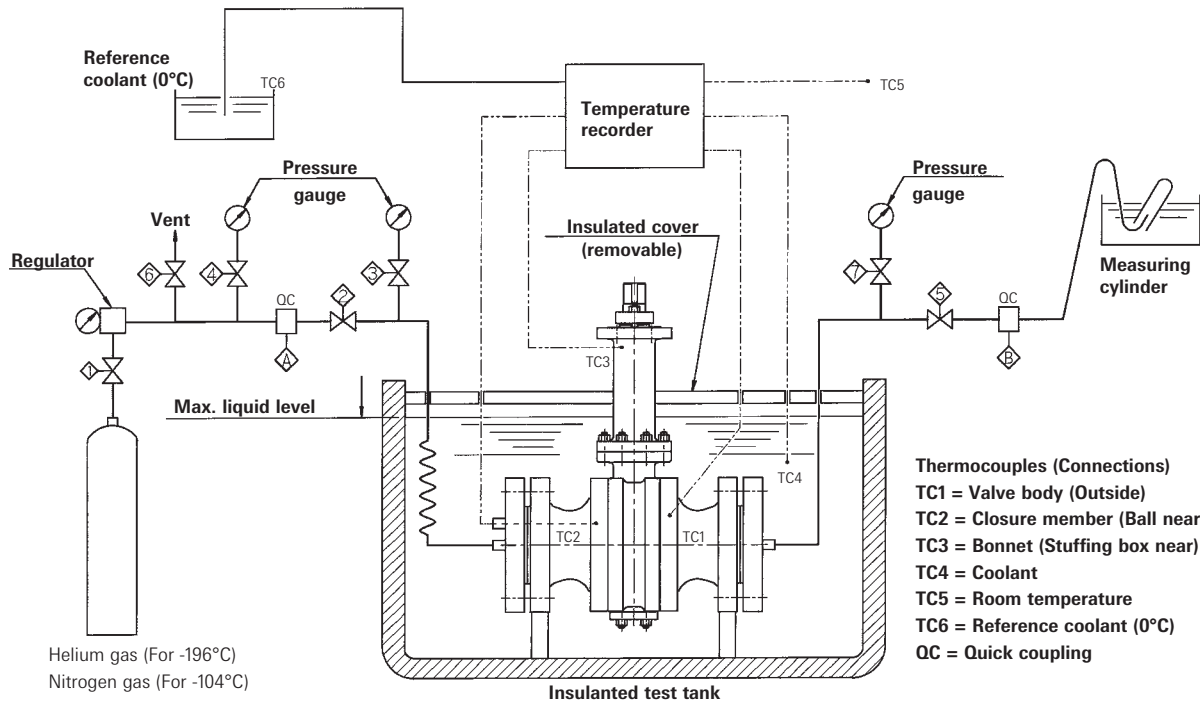 Reference
coolant (0°C)
TC6
Temperature
recorder
TC5
Pressure
gauge
Pressure
gauge
Vent
Insulated cover
(removable)
Measuring
cylinder
Regulator
6
4
3
7
QC
2
5
QC
1
A
B
TC3
Max. liquid level
TC4
TC2
TC1
Thermocouples (Connections)
TC1 = Valve body (Outside)
TC2 = Closure member (Ball near
TC3 = Bonnet (Stuffing box near)
TC4 = Coolant
TC5 = Room temperature
TC6 = Reference coolant (0°C)
QC = Quick coupling
Helium gas (For -196°C)
Nitrogen gas (For -104°C)
Insulanted test tank